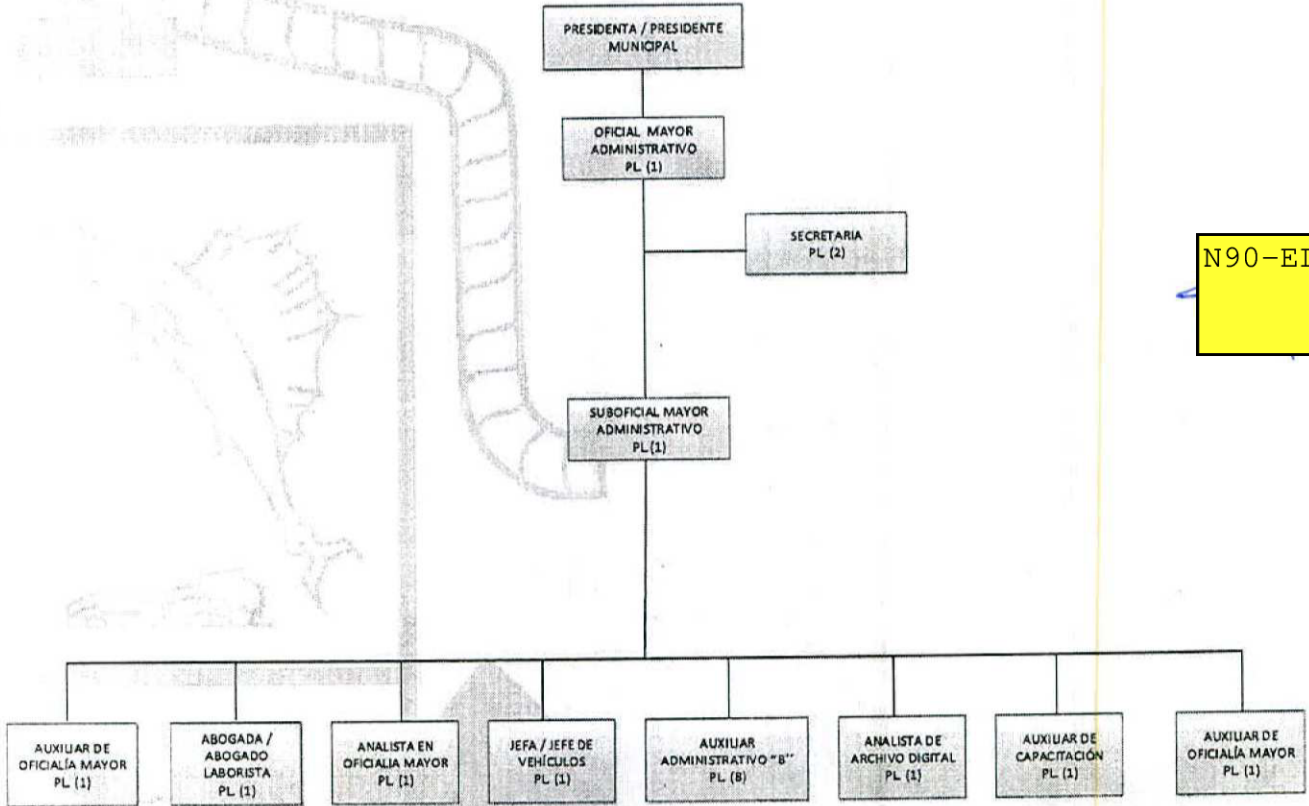 PRESIDENTA / PRESIDENTE
MUNICIPAL
OFICIAL MAYOR
ADMINISTRATIVO
PL (1)
SECRETARIA
PL (2)
N90-EL
SUBOFICIAL MAYOR
ADMINISTRATIVO
PL (1)
AUXILIAR DE
OFICIALÍA MAYOR
PL (1)
ABOGADA /
ABOGADO
LABORISTA
PL (1)
ANALISTA EN
OFICIALIA MAYOR
PL (1)
JEFA / JEFE DE
VEHÍCULOS
PL (1)
AUXILIAR
ADMINISTRATIVO "B"
PL (8)
ANALISTA DE
ARCHIVO DIGITAL
PL (1)
AUXILIAR DE
CAPACITACIÓN
PL (1)
AUXILIAR DE
OFICIALÍA MAYOR
PL (1)